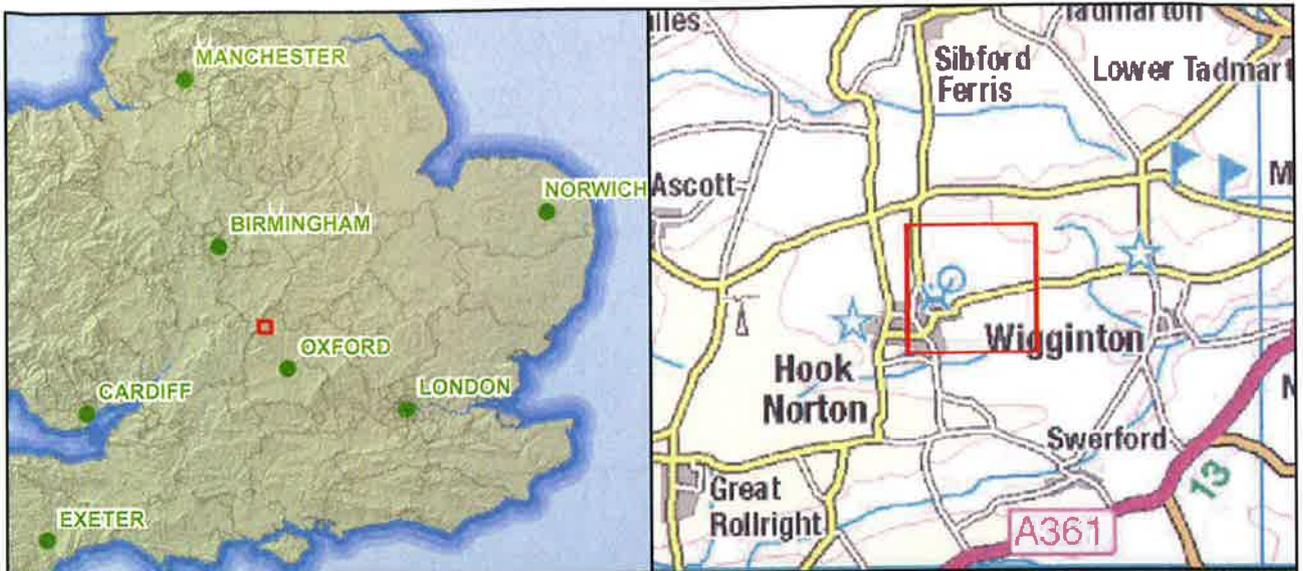 MANCHESTER
NORWICH
BIRMINGHAM
OXFORD
CARDIFF
LONDON
EXETER
Tadmarton
Sibford
Ferris
Lower Tadmart
Ascott
Wigginton
Hook
Norton
Swerford
Great
Rollright
A361
13